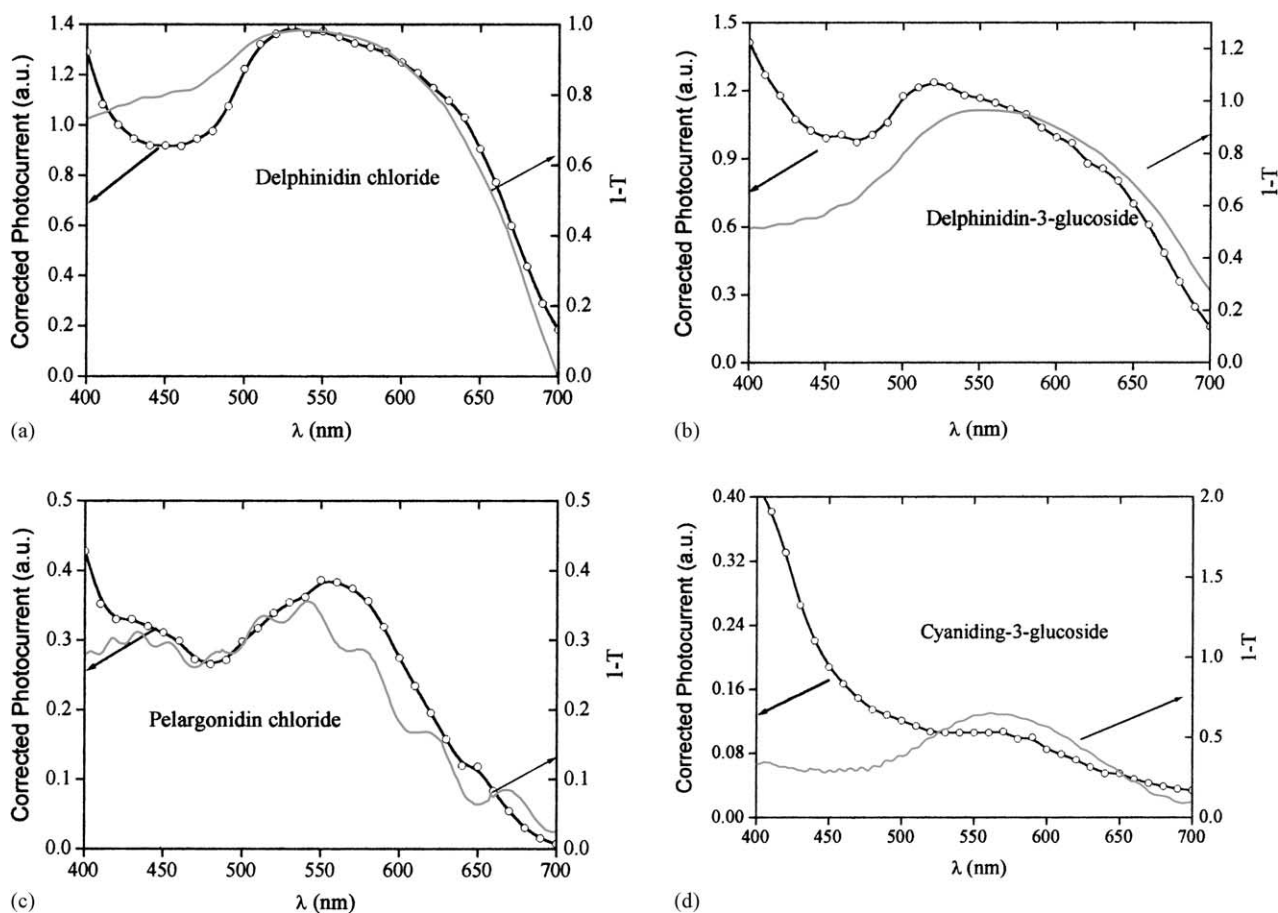 Corrected Photocurrent (a.u.)
1.4
1.2
1.0
0.8
0.6
0.4
0.2
0.0
1.0
0.8
0.6
0.4
0.2
0.0
1-T
Delphinidin chloride
400 450 500 550 600 650 700
λ (nm)
(a)
Corrected Photocurrent (a.u.)
1.5
1.2
0.9
0.6
0.3
0.0
1.2
1.0
0.8
0.6
0.4
0.2
0.0
1-T
Delphinidin-3-glucoside
400 450 500 550 600 650 700
λ (nm)
(b)
Corrected Photocurrent (a.u.)
0.5
0.4
0.3
0.2
0.1
0.0
0.5
0.4
0.3
0.2
0.1
0.0
1-T
Pelargonidin chloride
400 450 500 550 600 650 700
λ (nm)
(c)
Corrected Photocurrent (a.u.)
0.40
0.32
0.24
0.16
0.08
0.00
2.0
1.5
1.0
0.5
0.0
1-T
Cyaniding-3-glucoside
400 450 500 550 600 650 700
λ (nm)
(d)